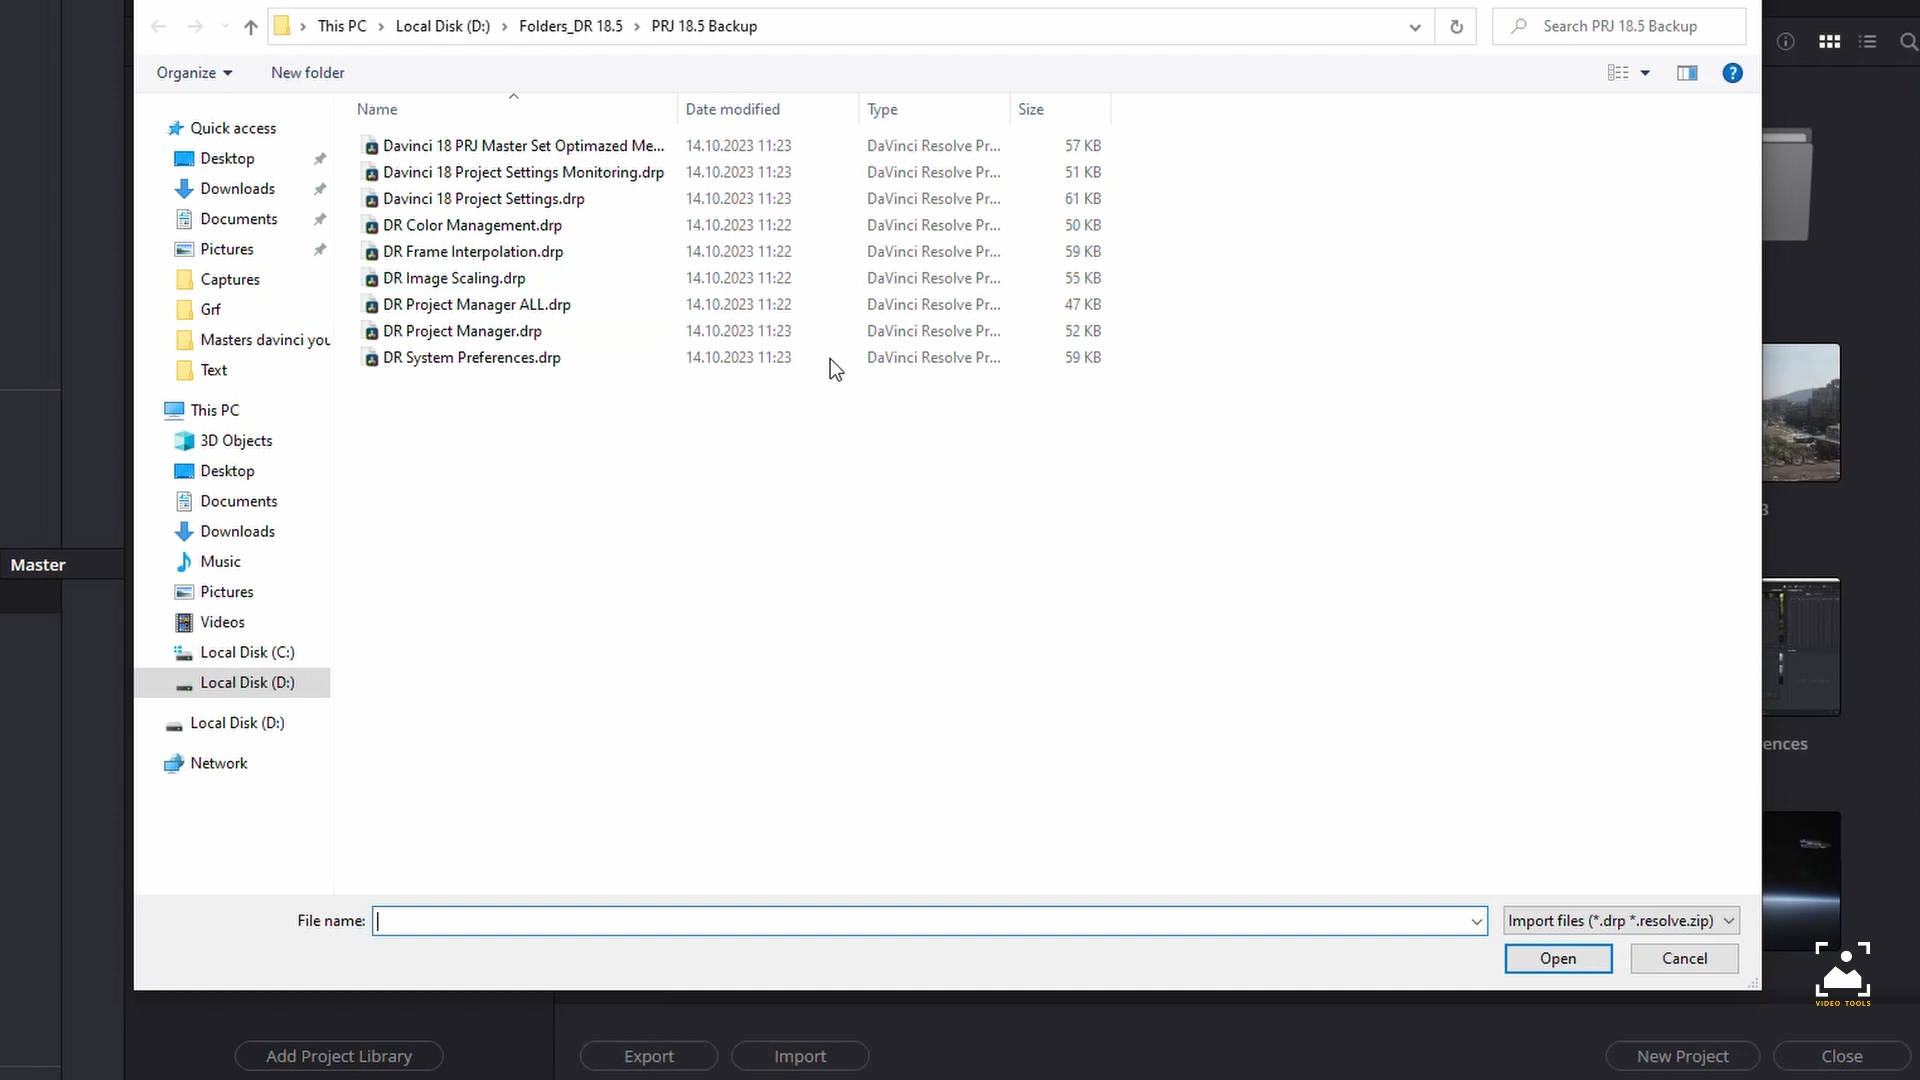 This PC > Local Disk (D:) > Folders_DR 18.5 > PRJ 18.5 Backup
Search PRJ 18.5 Backup
Organize
New folder
Name
Date modified
Type
Size
Quick access
Desktop
Downloads
Documents
Pictures
Captures
Grf
Masters davinci you
Text
This PC
3D Objects
Desktop
Documents
Downloads
Music
Pictures
Videos
Local Disk (C:)
Local Disk (D:)
Local Disk (D:)
Network
Davinci 18 PRJ Master Set Optimazed Me... 14.10.2023 11:23 DaVinci Resolve Pr... 57 KB
Davinci 18 Project Settings Monitoring.drp 14.10.2023 11:23 DaVinci Resolve Pr... 51 KB
Davinci 18 Project Settings.drp 14.10.2023 11:23 DaVinci Resolve Pr... 61 KB
DR Color Management.drp 14.10.2023 11:22 DaVinci Resolve Pr... 50 KB
DR Frame Interpolation.drp 14.10.2023 11:22 DaVinci Resolve Pr... 59 KB
DR Image Scaling.drp 14.10.2023 11:22 DaVinci Resolve Pr... 55 KB
DR Project Manager ALL.drp 14.10.2023 11:22 DaVinci Resolve Pr... 47 KB
DR Project Manager.drp 14.10.2023 11:23 DaVinci Resolve Pr... 52 KB
DR System Preferences.drp 14.10.2023 11:23 DaVinci Resolve Pr... 59 KB
Master
3
ences
File name:
Import files (*.drp *.resolve.zip)
Open
Cancel
VIDEO TOOLS
Add Project Library
Export
Import
New Project
Close